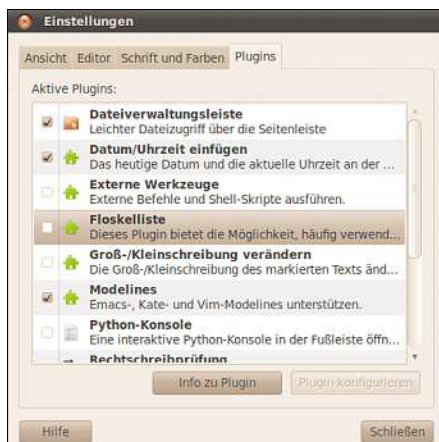 Einstellungen
Ansicht Editor Schrift und Farben Plugins
Aktive Plugins:
Dateiverwaltungsleiste
Leichter Dateizugriff über die Seitenleiste
Datum/Uhrzeit einfügen
Das heutige Datum und die aktuelle Uhrzeit an der ...
Externe Werkzeuge
Externe Befehle und Shell-Skripte ausführen.
Floskelliste
Dieses Plugin bietet die Möglichkeit, häufig verwend...
Groß-/Kleinschreibung verändern
Die Groß-/Kleinschreibung des markierten Texts änd...
Modelines
Emacs-, Kate- und Vim-Modelines unterstützen.
Python-Konsole
Eine interaktive Python-Konsole in der Fußleiste öffn...
Rechtschreibprüfung
Info zu Plugin Plugin konfigurieren
Hilfe Schließen